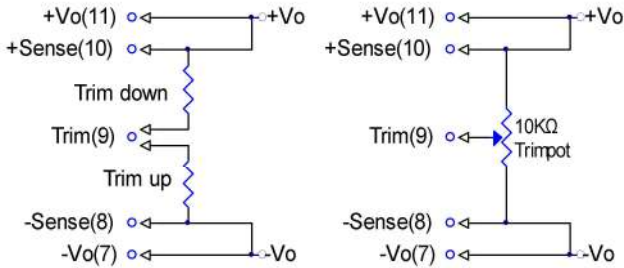 +Vo(11)
+Vo
+Sense(10)
Trim down
Trim(9)
Trim up
-Sense(8)
-Vo(7)
-Vo
+Vo(11)
+Vo
+Sense(10)
Trim(9)
10KΩ
Trimpot
-Sense(8)
-Vo(7)
-Vo